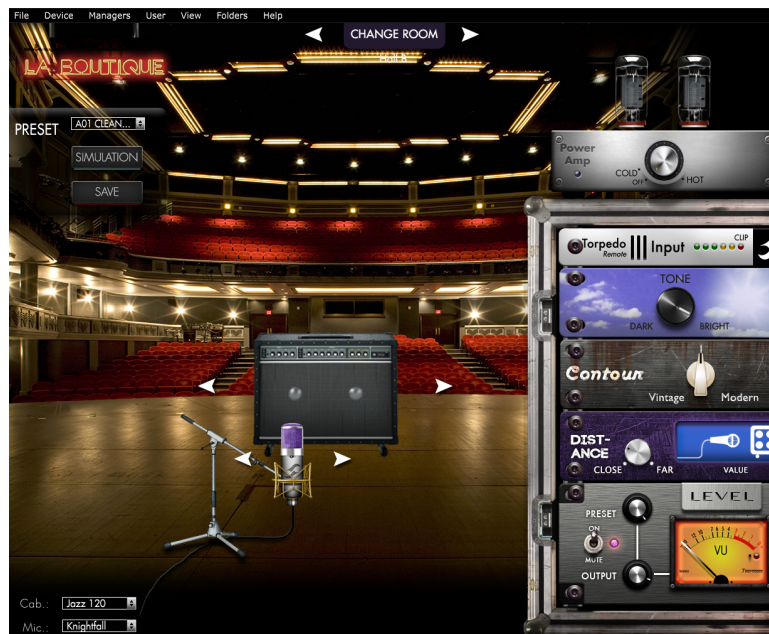 File Device Managers User View Folders Help
CHANGE ROOM
Hall A
LA BOUTIQUE
PRESET A01 CLEAN...
SIMULATION
SAVE
Power
Amp
COLD
OFF
HOT
Torpedo
Remote
Input
CLIP
TONE
DARK
BRIGHT
Contour
Vintage
Modern
DIST-
ANCE
CLOSE
FAR
VALUE
LEVEL
PRESET
ON
MUTE
OUTPUT
VU
Cab.: Jazz 120
Mic.: Knightfall